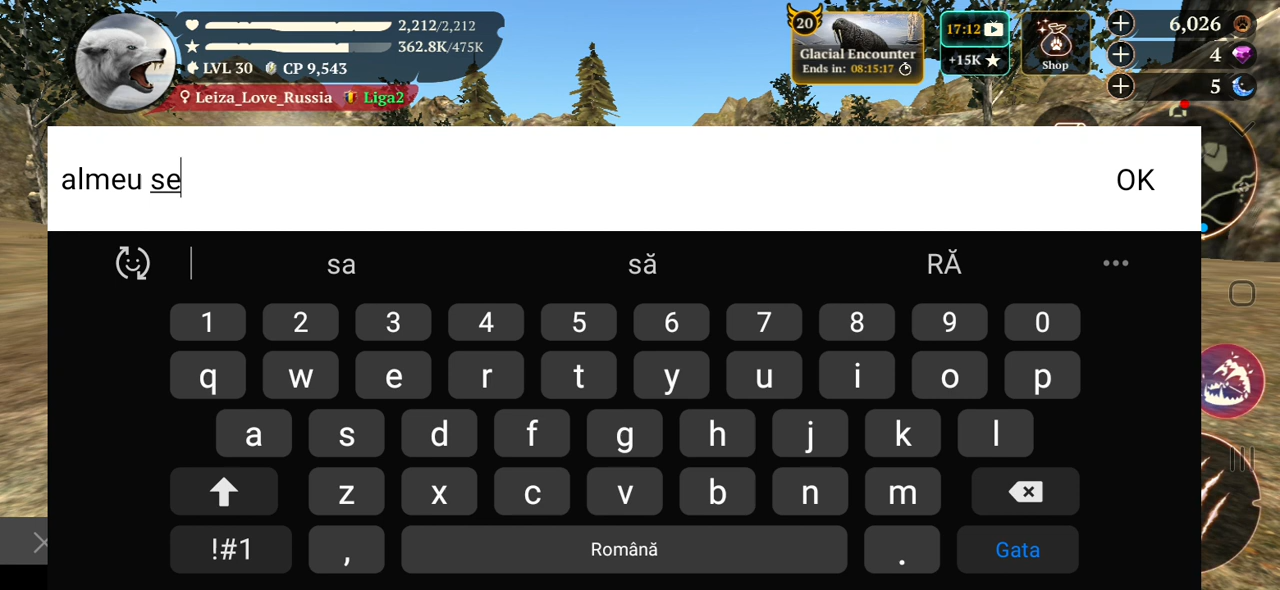 2,212/2,212
362.8K/475K
LVL 30 CP 9,543
♀ Leiza_Love_Russia Liga2
20
Glacial Encounter
Ends in: 08:15:17
17:12
+15K
Shop
6,026
4
5
almeu se
OK
sa să RĂ
1 2 3 4 5 6 7 8 9 0
q w e r t y u i o p
a s d f g h j k l
z x c v b n m
!#1 , Română . Gata